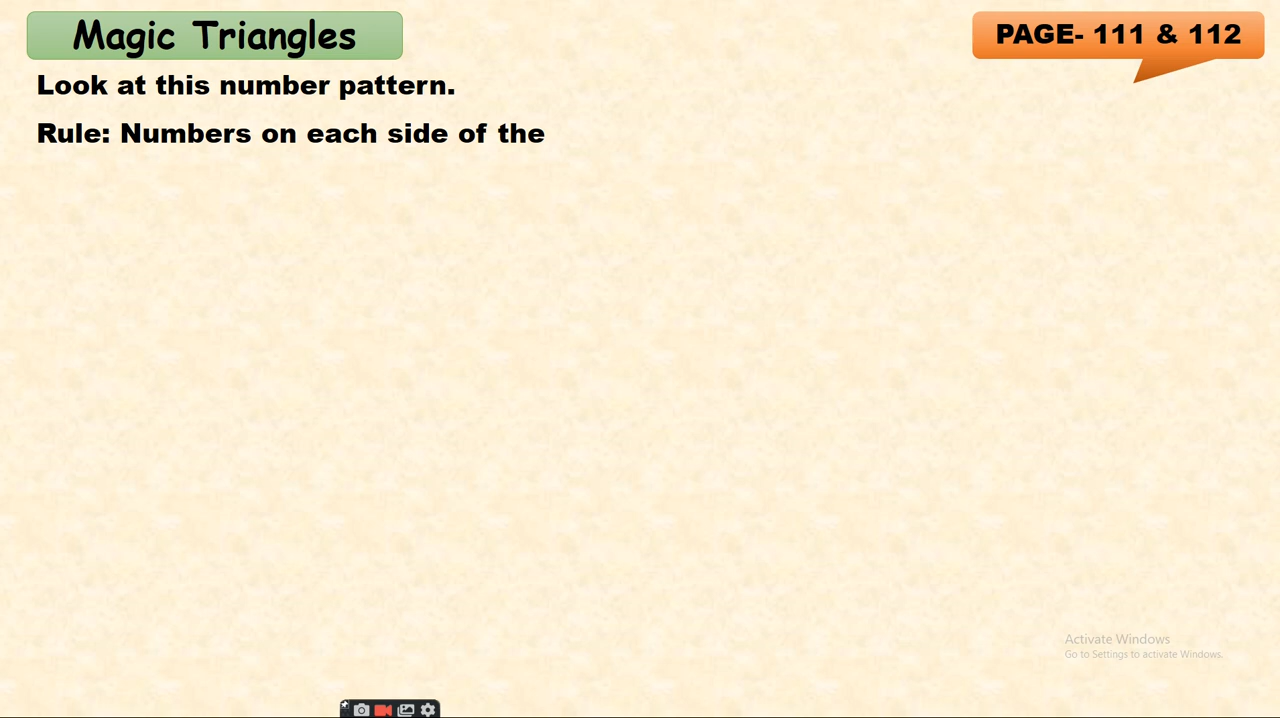 Magic Triangles
PAGE- 111 & 112
Look at this number pattern.
Rule: Numbers on each side of the
Activate Windows
Go to Settings to activate Windows.